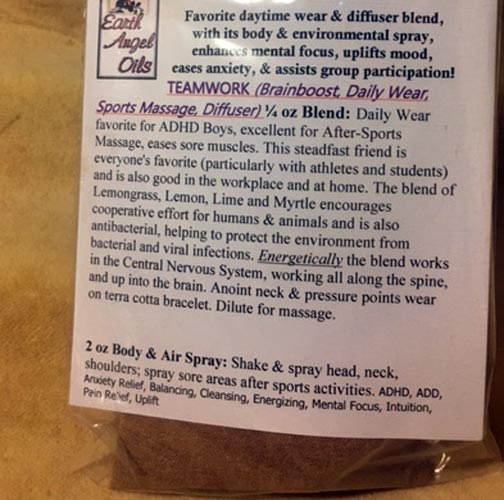 Earth
Angel
Oils
Favorite daytime wear & diffuser blend,
with its body & environmental spray,
enhances mental focus, uplifts mood,
eases anxiety, & assists group participation!
TEAMWORK (Brainboost, Daily Wear,
Sports Massage, Diffuser) ¼ oz Blend: Daily Wear
favorite for ADHD Boys, excellent for After-Sports
Massage, eases sore muscles. This steadfast friend is
everyone's favorite (particularly with athletes and students)
and is also good in the workplace and at home. The blend of
Lemongrass, Lemon, Lime and Myrtle encourages
cooperative effort for humans & animals and is also
antibacterial, helping to protect the environment from
bacterial and viral infections. Energetically the blend works
in the Central Nervous System, working all along the spine,
and up into the brain. Anoint neck & pressure points wear
on terra cotta bracelet. Dilute for massage.
2 oz Body & Air Spray: Shake & spray head, neck,
shoulders; spray sore areas after sports activities. ADHD, ADD,
Anxiety Relief, Balancing, Cleansing, Energizing, Mental Focus, Intuition,
Pain Relief, Uplift